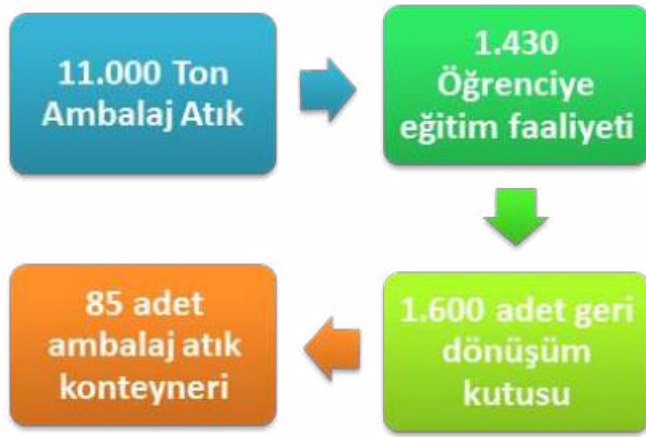 11.000 Ton
Ambalaj Atık
1.430
Öğrenciye
eğitim faaliyeti
1.600 adet geri
dönüşüm
kutusu
85 adet
ambalaj atık
konteyneri